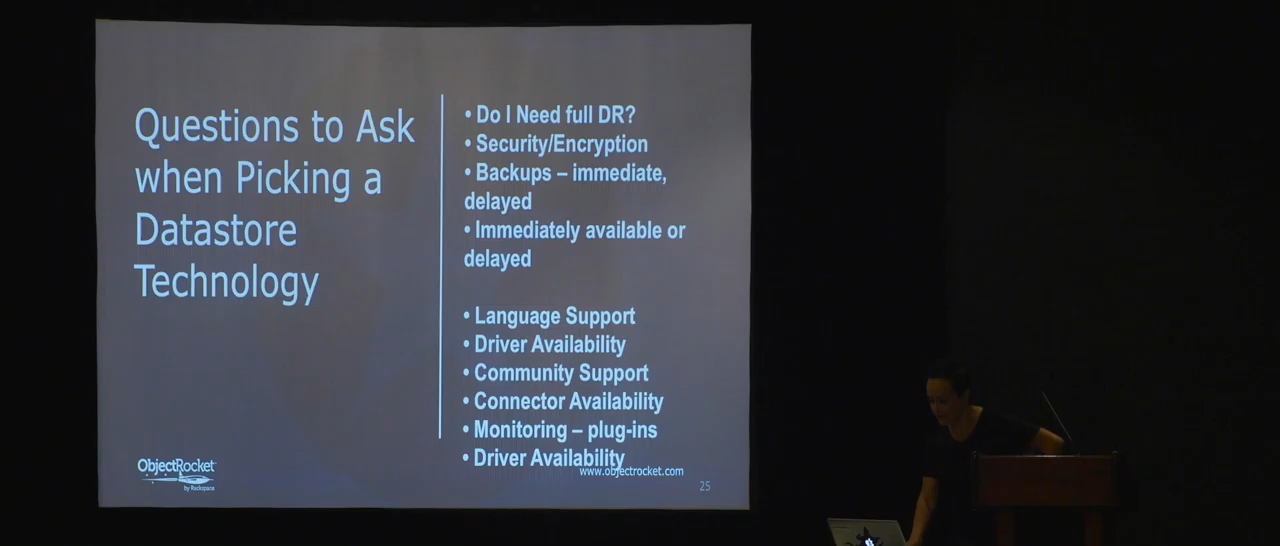 Questions to Ask
when Picking a
Datastore
Technology
• Do I Need full DR?
• Security/Encryption
• Backups – immediate,
delayed
• Immediately available or
delayed
• Language Support
• Driver Availability
• Community Support
• Connector Availability
• Monitoring – plug-ins
• Driver Availability
ObjectRocket
by Rackspace
www.objectrocket.com
25